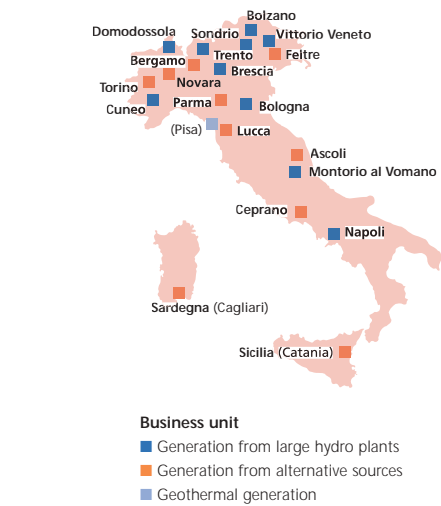 Bolzano
Domodossola
Sondrio
Vittorio Veneto
Trento
Feitre
Bergamo
Brescia
Novara
Torino
Parma
Cuneo
Bologna
(Pisa)
Lucca
Ascoli
Montorio al Vomano
Ceprano
Napoli
Sardegna (Cagliari)
Sicilia (Catania)
Business unit
Generation from large hydro plants
Generation from alternative sources
Geothermal generation